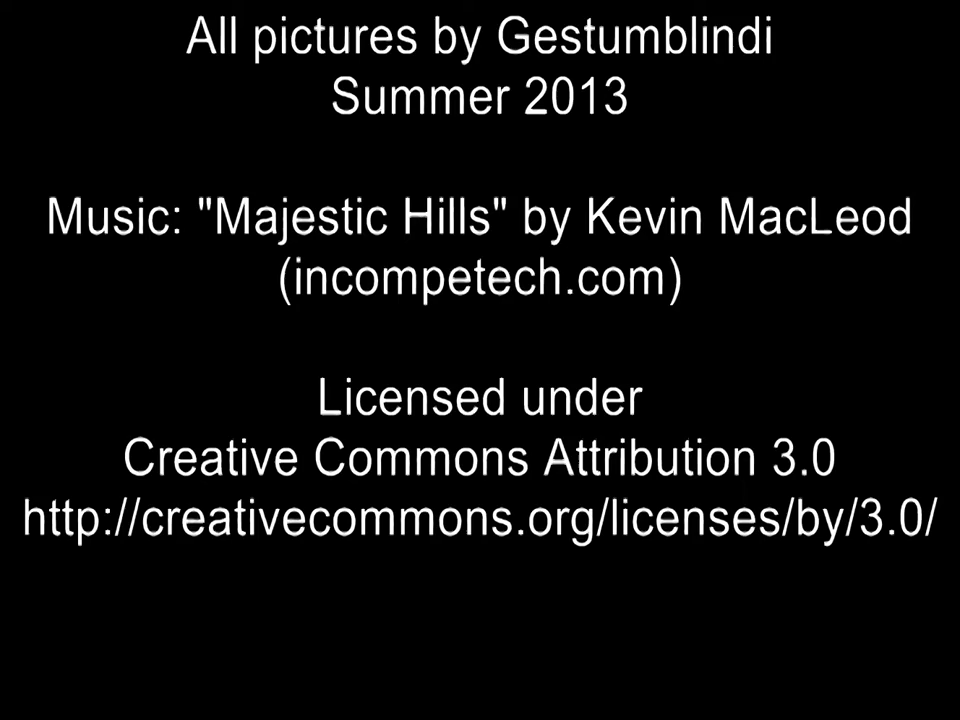 All pictures by Gestumblindi
Summer 2013
Music: "Majestic Hills" by Kevin MacLeod
(incompetech.com)
Licensed under
Creative Commons Attribution 3.0
http://creativecommons.org/licenses/by/3.0/